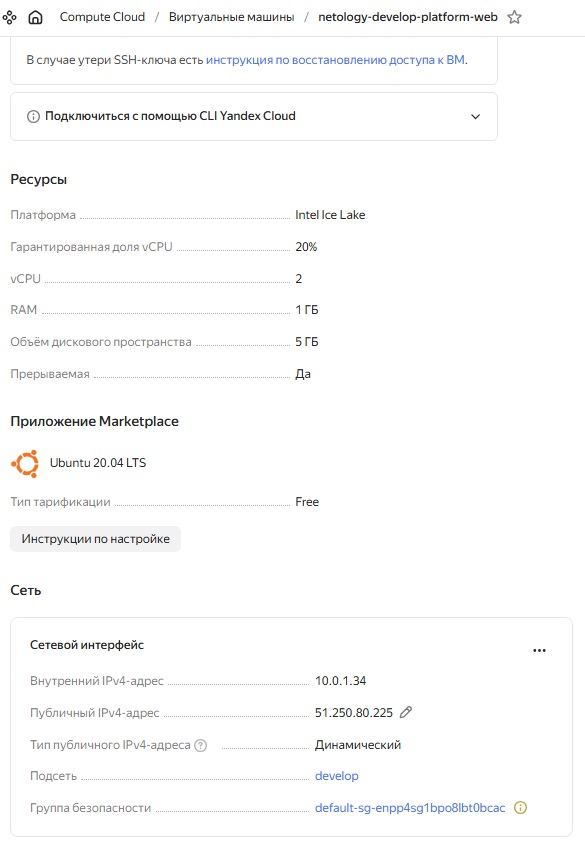 Compute Cloud / Виртуальные машины / netology-develop-platform-web
В случае утери SSH-ключа есть инструкция по восстановлению доступа к ВМ.
Подключиться с помощью CLI Yandex Cloud
Ресурсы
Платформа Intel Ice Lake
Гарантированная доля vCPU 20%
vCPU 2
RAM 1 ГБ
Объём дискового пространства 5 ГБ
Прерываемая Да
Приложение Marketplace
Ubuntu 20.04 LTS
Тип тарификации Free
Инструкции по настройке
Сеть
Сетевой интерфейс
Внутренний IPv4-адрес 10.0.1.34
Публичный IPv4-адрес 51.250.80.225
Тип публичного IPv4-адреса Динамический
Подсеть develop
Группа безопасности default-sg-enpp4sg1bpo8lbt0bcac